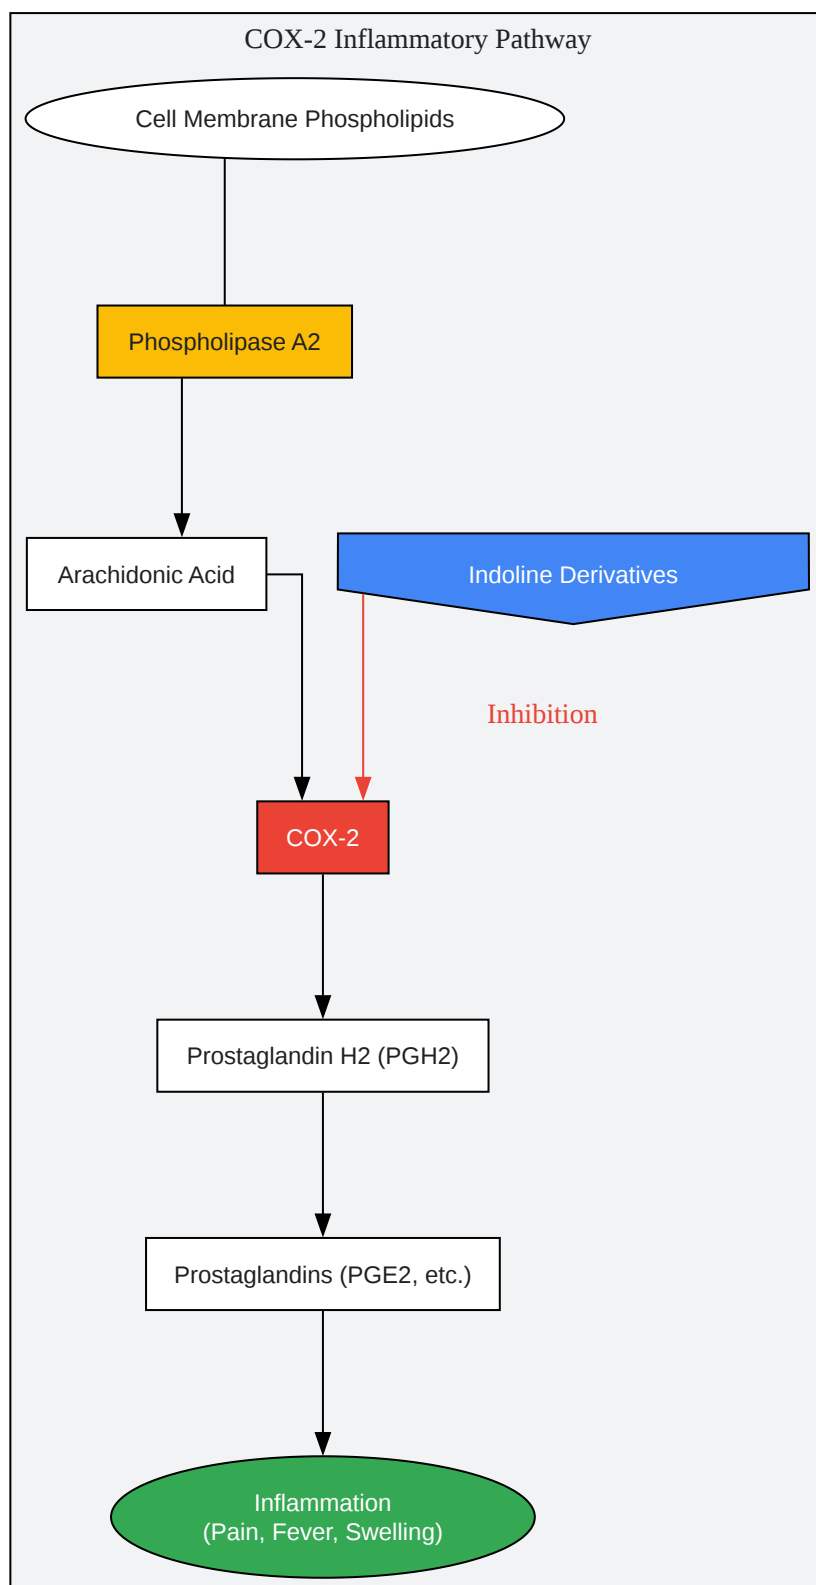 COX-2 Inflammatory Pathway
Cell Membrane Phospholipids
Phospholipase A2
Arachidonic Acid
Indoline Derivatives
Inhibition
COX-2
Prostaglandin H2 (PGH2)
Prostaglandins (PGE2, etc.)
Inflammation
(Pain, Fever, Swelling)